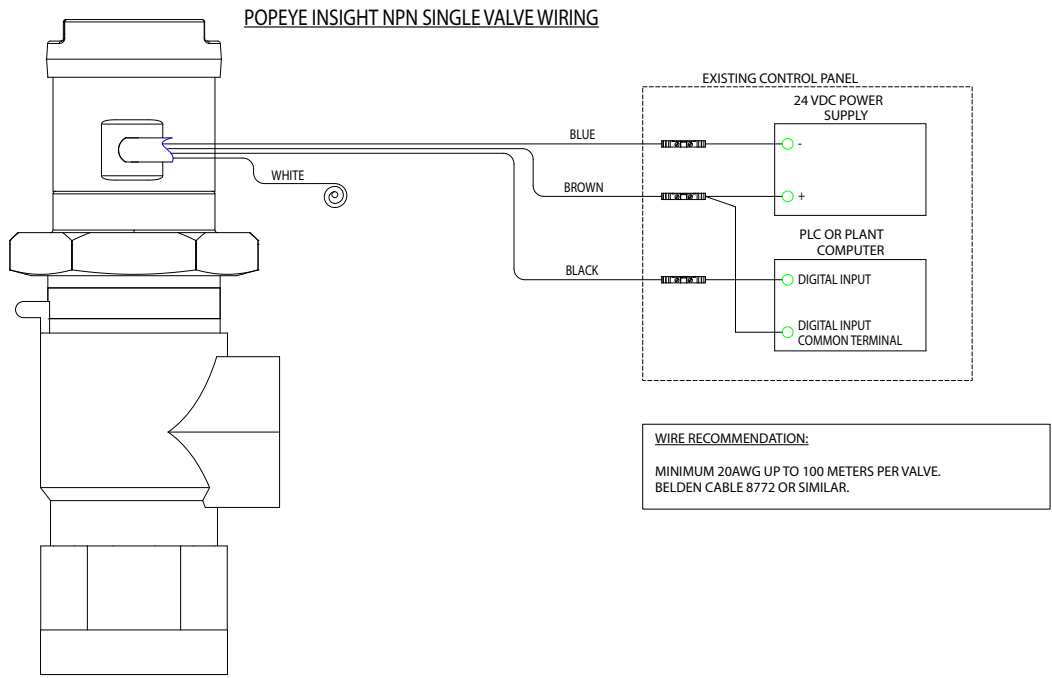 POPEYE INSIGHT NPN SINGLE VALVE WIRING
EXISTING CONTROL PANEL
24 VDC POWER
SUPPLY
BLUE
-
WHITE
BROWN
+
PLC OR PLANT
COMPUTER
BLACK
DIGITAL INPUT
DIGITAL INPUT
COMMON TERMINAL
WIRE RECOMMENDATION:
MINIMUM 20AWG UP TO 100 METERS PER VALVE.
BELDEN CABLE 8772 OR SIMILAR.